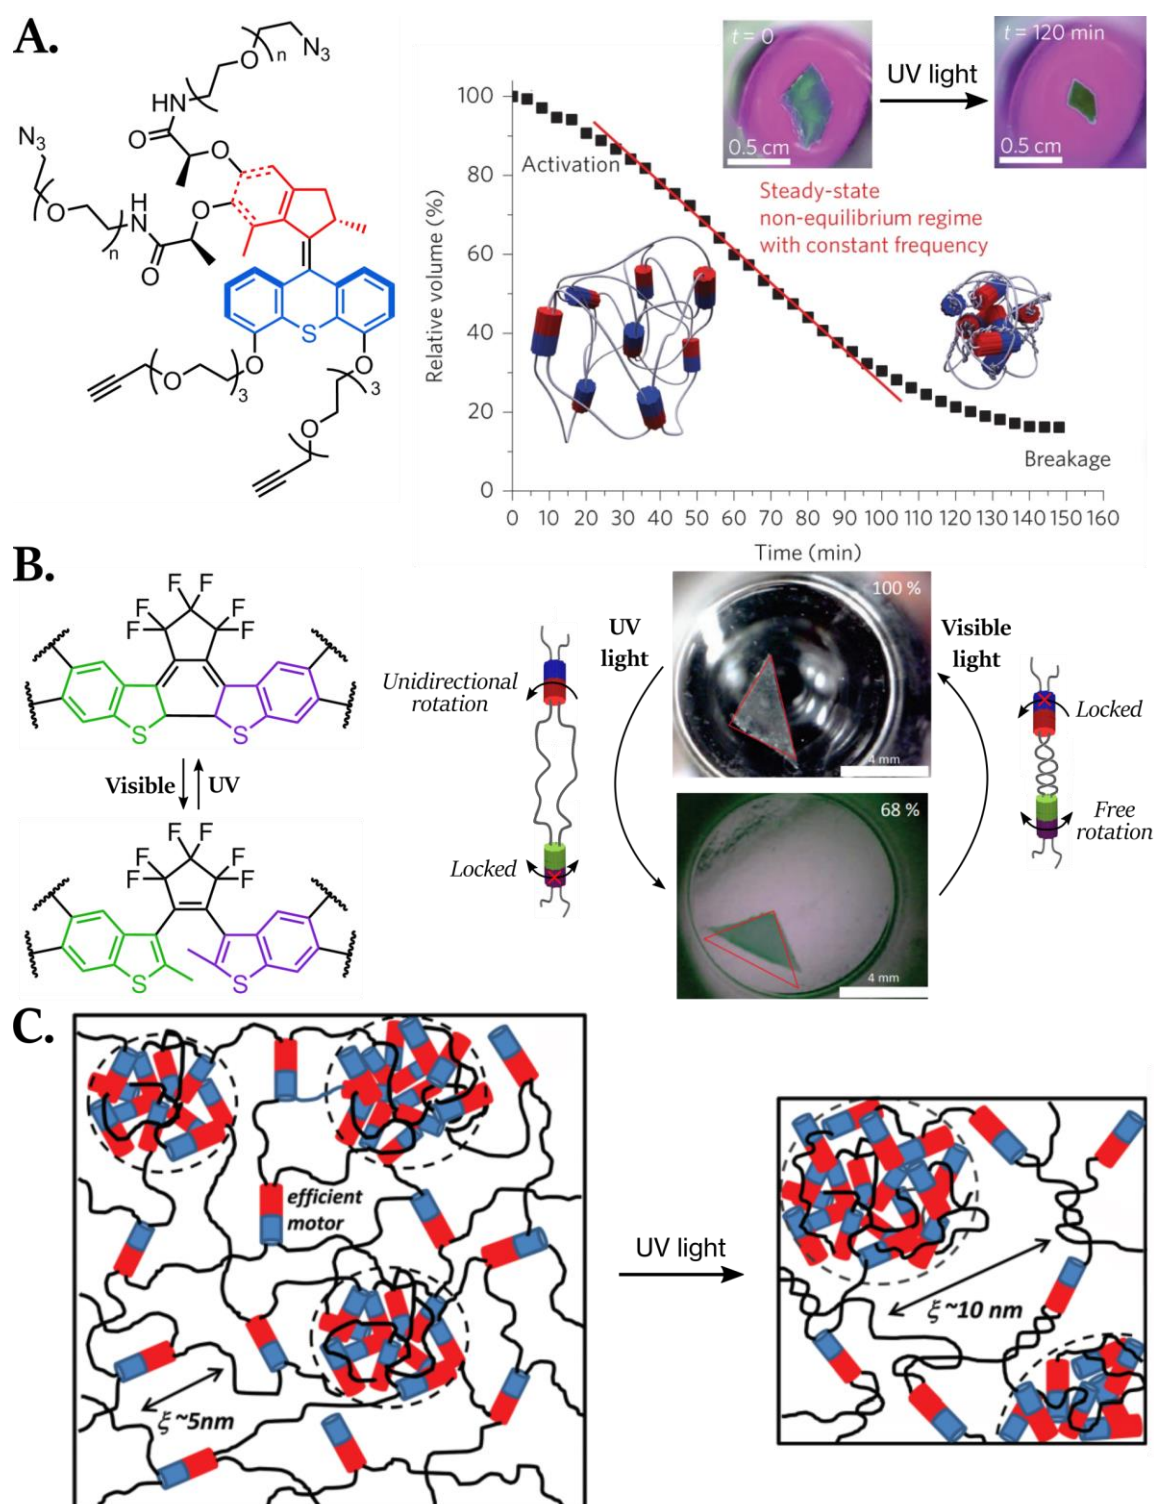 A.
N₃
O
n
HN
O
O
N₃
O
n
H
N
O
O
S
O
O
3
O
3
O
t = 0
0.5 cm
UV light
t = 120 min
0.5 cm
Relative volume (%)
100
80
60
40
20
0
Activation
Steady-state
non-equilibrium regime
with constant frequency
Breakage
0 10 20 30 40 50 60 70 80 90 100 110 120 130 140 150 160
Time (min)
B.
F F
F F
F F
S S
Visible UV
F F
F F
F F
S S
Unidirectional
rotation
Locked
UV
light
100 %
4 mm
68 %
4 mm
Visible
light
Locked
Free
rotation
C.
efficient
motor
ξ ~5nm
UV light
ξ ~10 nm